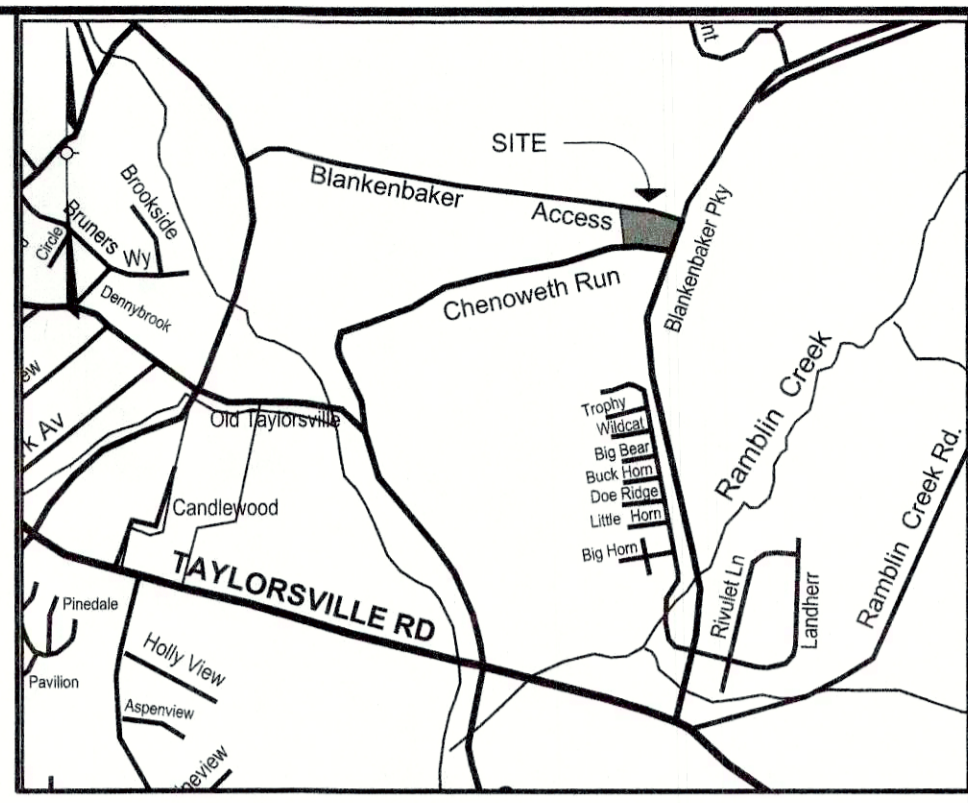 SITE
Blankenbaker
Access
Blankenbaker Pky
Brookside
Bruners
Wy
Circle
Dennybrook
Chenoweth Run
Ramblin Creek
Trophy
Wildcat
Big Bear
Buck Horn
Doe Ridge
Little Horn
Big Horn
Old Taylorsville
k Av
ew
Candlewood
TAYLORSVILLE RD
Ramblin Creek Rd.
Rivulet Ln
Landherr
Pinedale
Pavilion
Holly View
Aspenview
neview